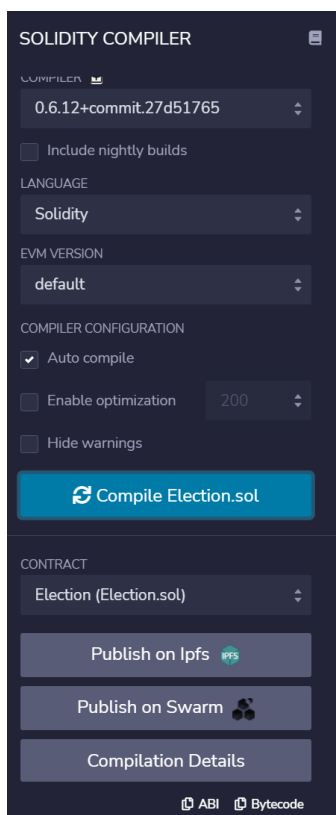 SOLIDITY COMPILER
COMPILER
0.6.12+commit.27d51765
Include nightly builds
LANGUAGE
Solidity
EVM VERSION
default
COMPILER CONFIGURATION
Auto compile
Enable optimization 200
Hide warnings
Compile Election.sol
CONTRACT
Election (Election.sol)
Publish on Ipfs IPFS
Publish on Swarm
Compilation Details
ABI Bytecode